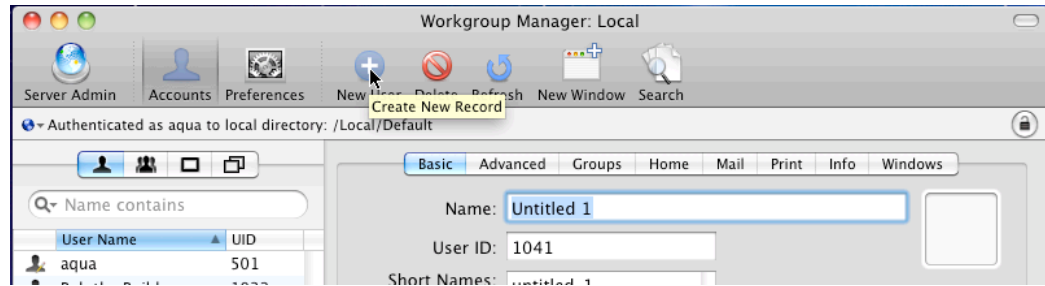 Workgroup Manager: Local
Server Admin Accounts Preferences New User Delete Refresh New Window Search
Create New Record
Authenticated as aqua to local directory: /Local/Default
Basic Advanced Groups Home Mail Print Info Windows
Name contains
Name: Untitled 1
User Name UID
User ID: 1041
aqua 501
Short Names: untitled_1